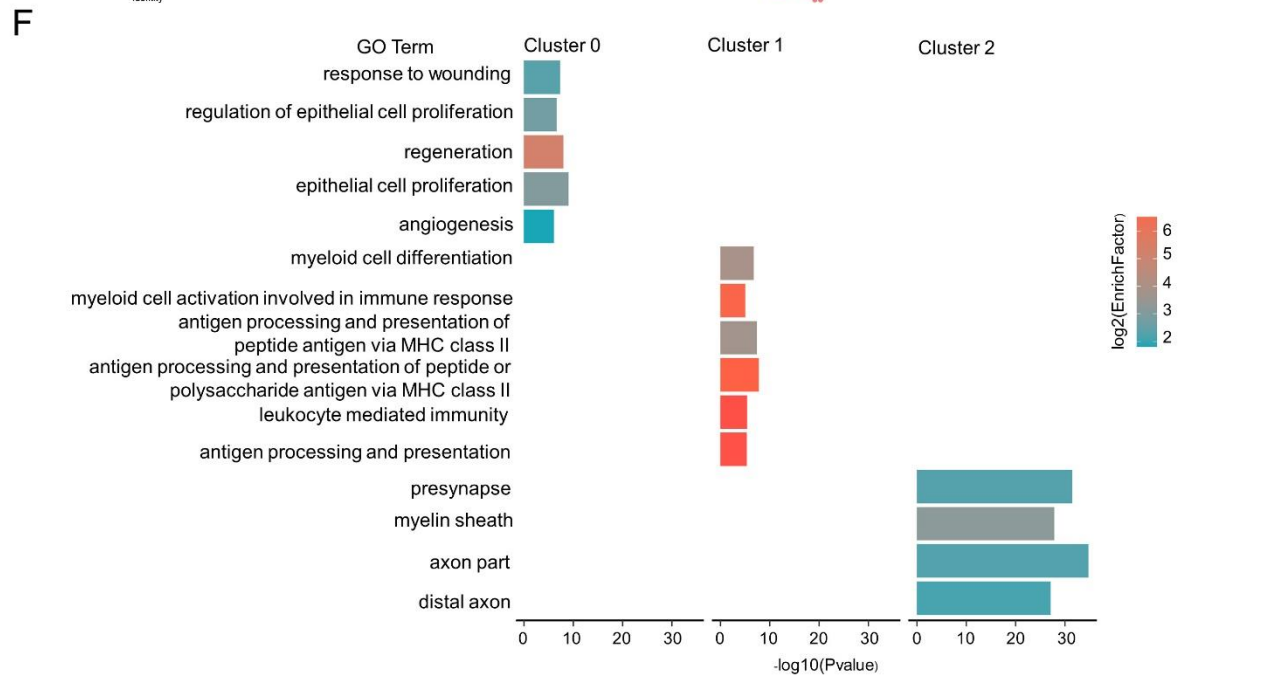 Identity
F
GO Term
Cluster 0
Cluster 1
Cluster 2
response to wounding
regulation of epithelial cell proliferation
regeneration
epithelial cell proliferation
angiogenesis
myeloid cell differentiation
myeloid cell activation involved in immune response
antigen processing and presentation of
peptide antigen via MHC class II
antigen processing and presentation of peptide or
polysaccharide antigen via MHC class II
leukocyte mediated immunity
antigen processing and presentation
presynapse
myelin sheath
axon part
distal axon
log2(EnrichFactor)
6
5
4
3
2
0 10 20 30
0 10 20 30
0 10 20 30
-log10(Pvalue)